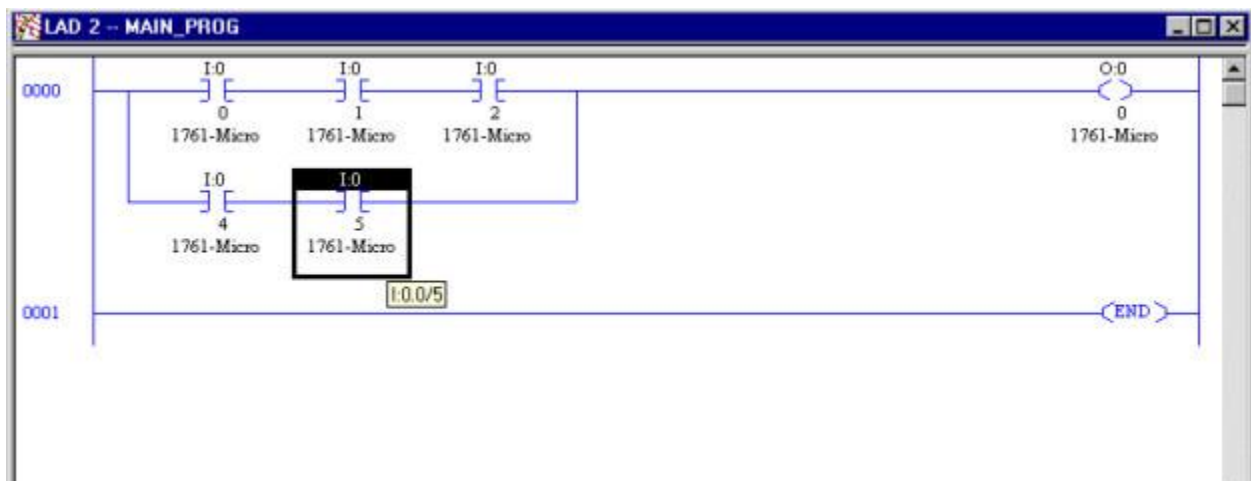 LAD 2 -- MAIN_PROG
I:0 I:0 I:0 O:0
0000
0 1 2 0
1761-Micro 1761-Micro 1761-Micro 1761-Micro
I:0 I:0
4 5
1761-Micro 1761-Micro
I:0.0/5
0001 END